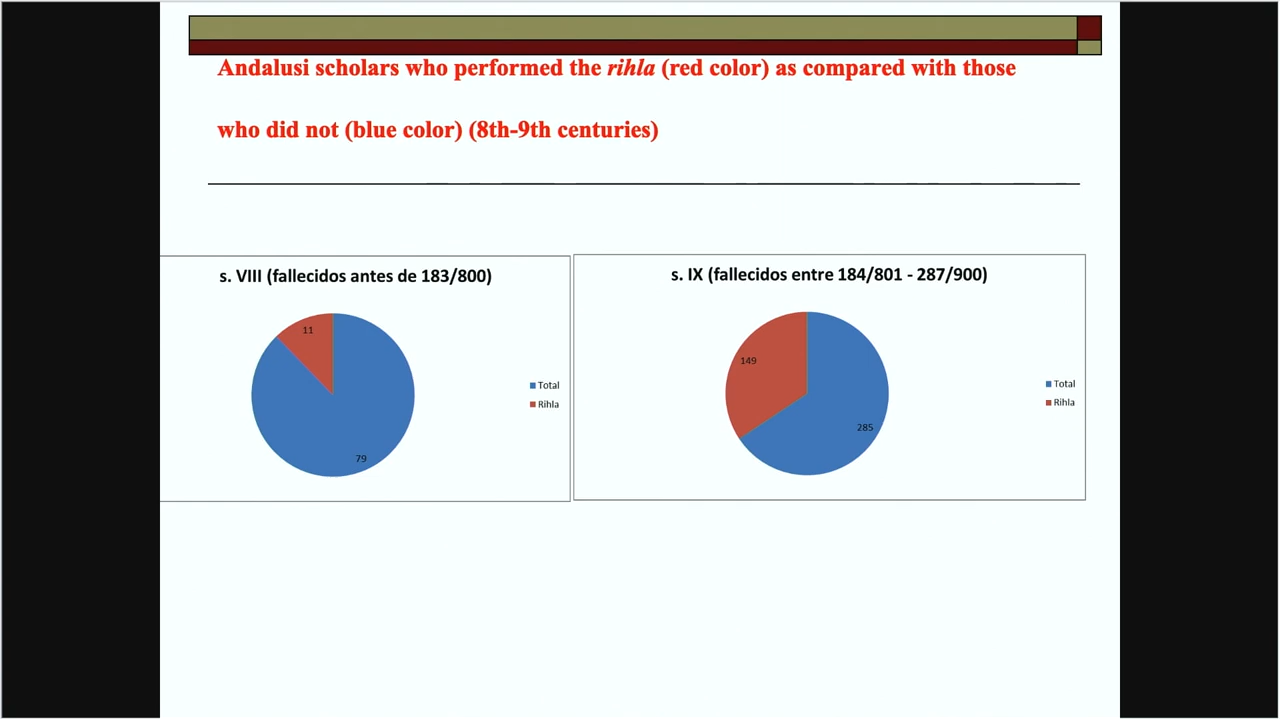 Andalusi scholars who performed the rihla (red color) as compared with those
who did not (blue color) (8th-9th centuries)
s. VIII (fallecidos antes de 183/800)
11
79
Total
Rihla
s. IX (fallecidos entre 184/801 - 287/900)
149
285
Total
Rihla